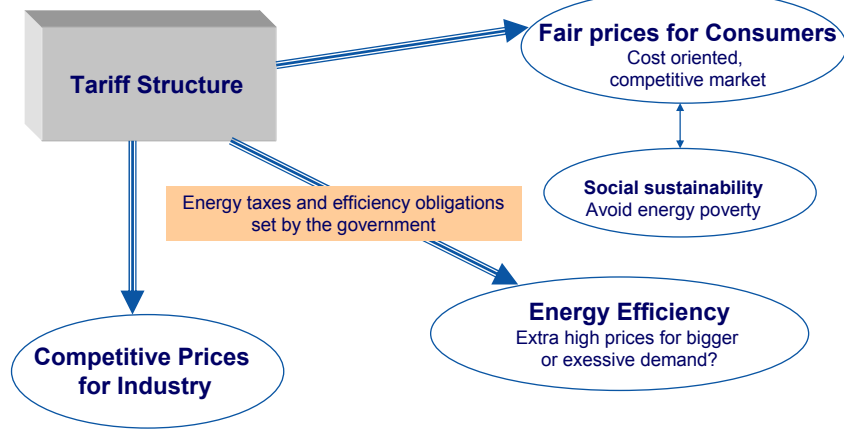 Tariff Structure
Fair prices for Consumers
Cost oriented,
competitive market
Social sustainability
Avoid energy poverty
Energy taxes and efficiency obligations
set by the government
Energy Efficiency
Extra high prices for bigger
or exessive demand?
Competitive Prices
for Industry